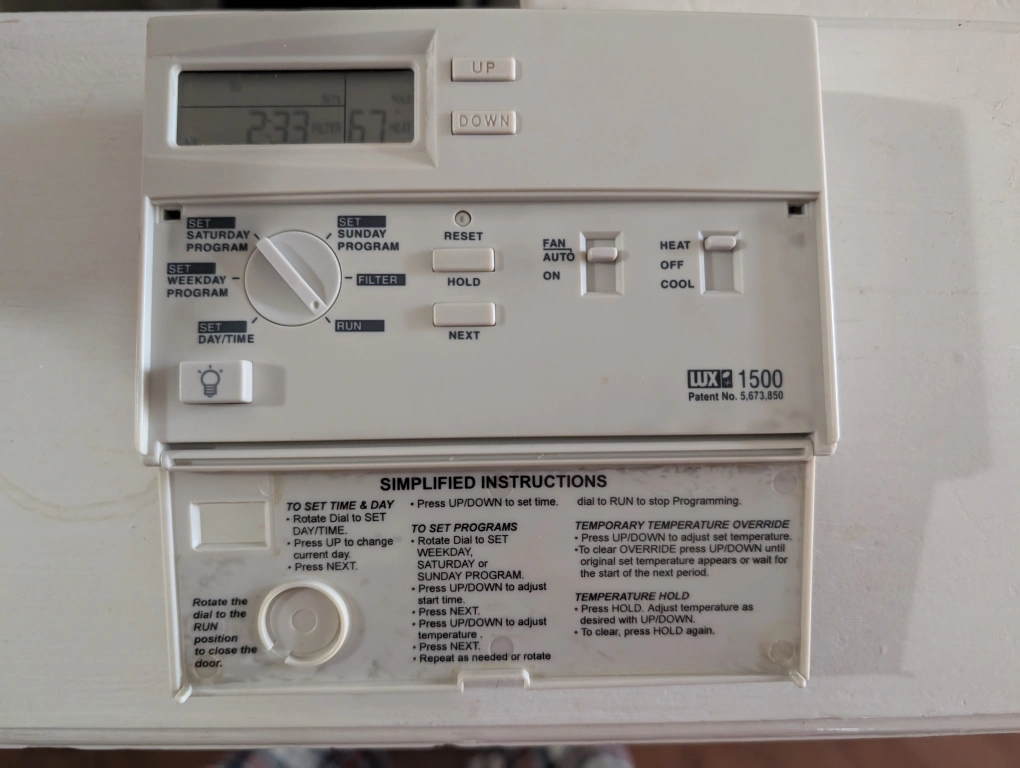 UP
DOWN
2:33 FILTER 67 HEAT
SET
SATURDAY
PROGRAM
SET
SUNDAY
PROGRAM
SET
WEEKDAY
PROGRAM
FILTER
SET
DAY/TIME
RUN
RESET
HOLD
NEXT
FAN
AUTO
ON
HEAT
OFF
COOL
LUX 1500
Patent No. 5,673,850
SIMPLIFIED INSTRUCTIONS
TO SET TIME & DAY
• Rotate Dial to SET
DAY/TIME.
• Press UP to change
current day.
• Press NEXT.
• Press UP/DOWN to set time.
TO SET PROGRAMS
• Rotate Dial to SET
WEEKDAY,
SATURDAY or
SUNDAY PROGRAM.
• Press UP/DOWN to adjust
start time.
• Press NEXT.
• Press UP/DOWN to adjust
temperature .
• Press NEXT.
• Repeat as needed or rotate
dial to RUN to stop Programming.
TEMPORARY TEMPERATURE OVERRIDE
• Press UP/DOWN to adjust set temperature.
•To clear OVERRIDE press UP/DOWN until
original set temperature appears or wait for
the start of the next period.
TEMPERATURE HOLD
• Press HOLD. Adjust temperature as
desired with UP/DOWN.
• To clear, press HOLD again.
Rotate the
dial to the
RUN
position
to close the
door.